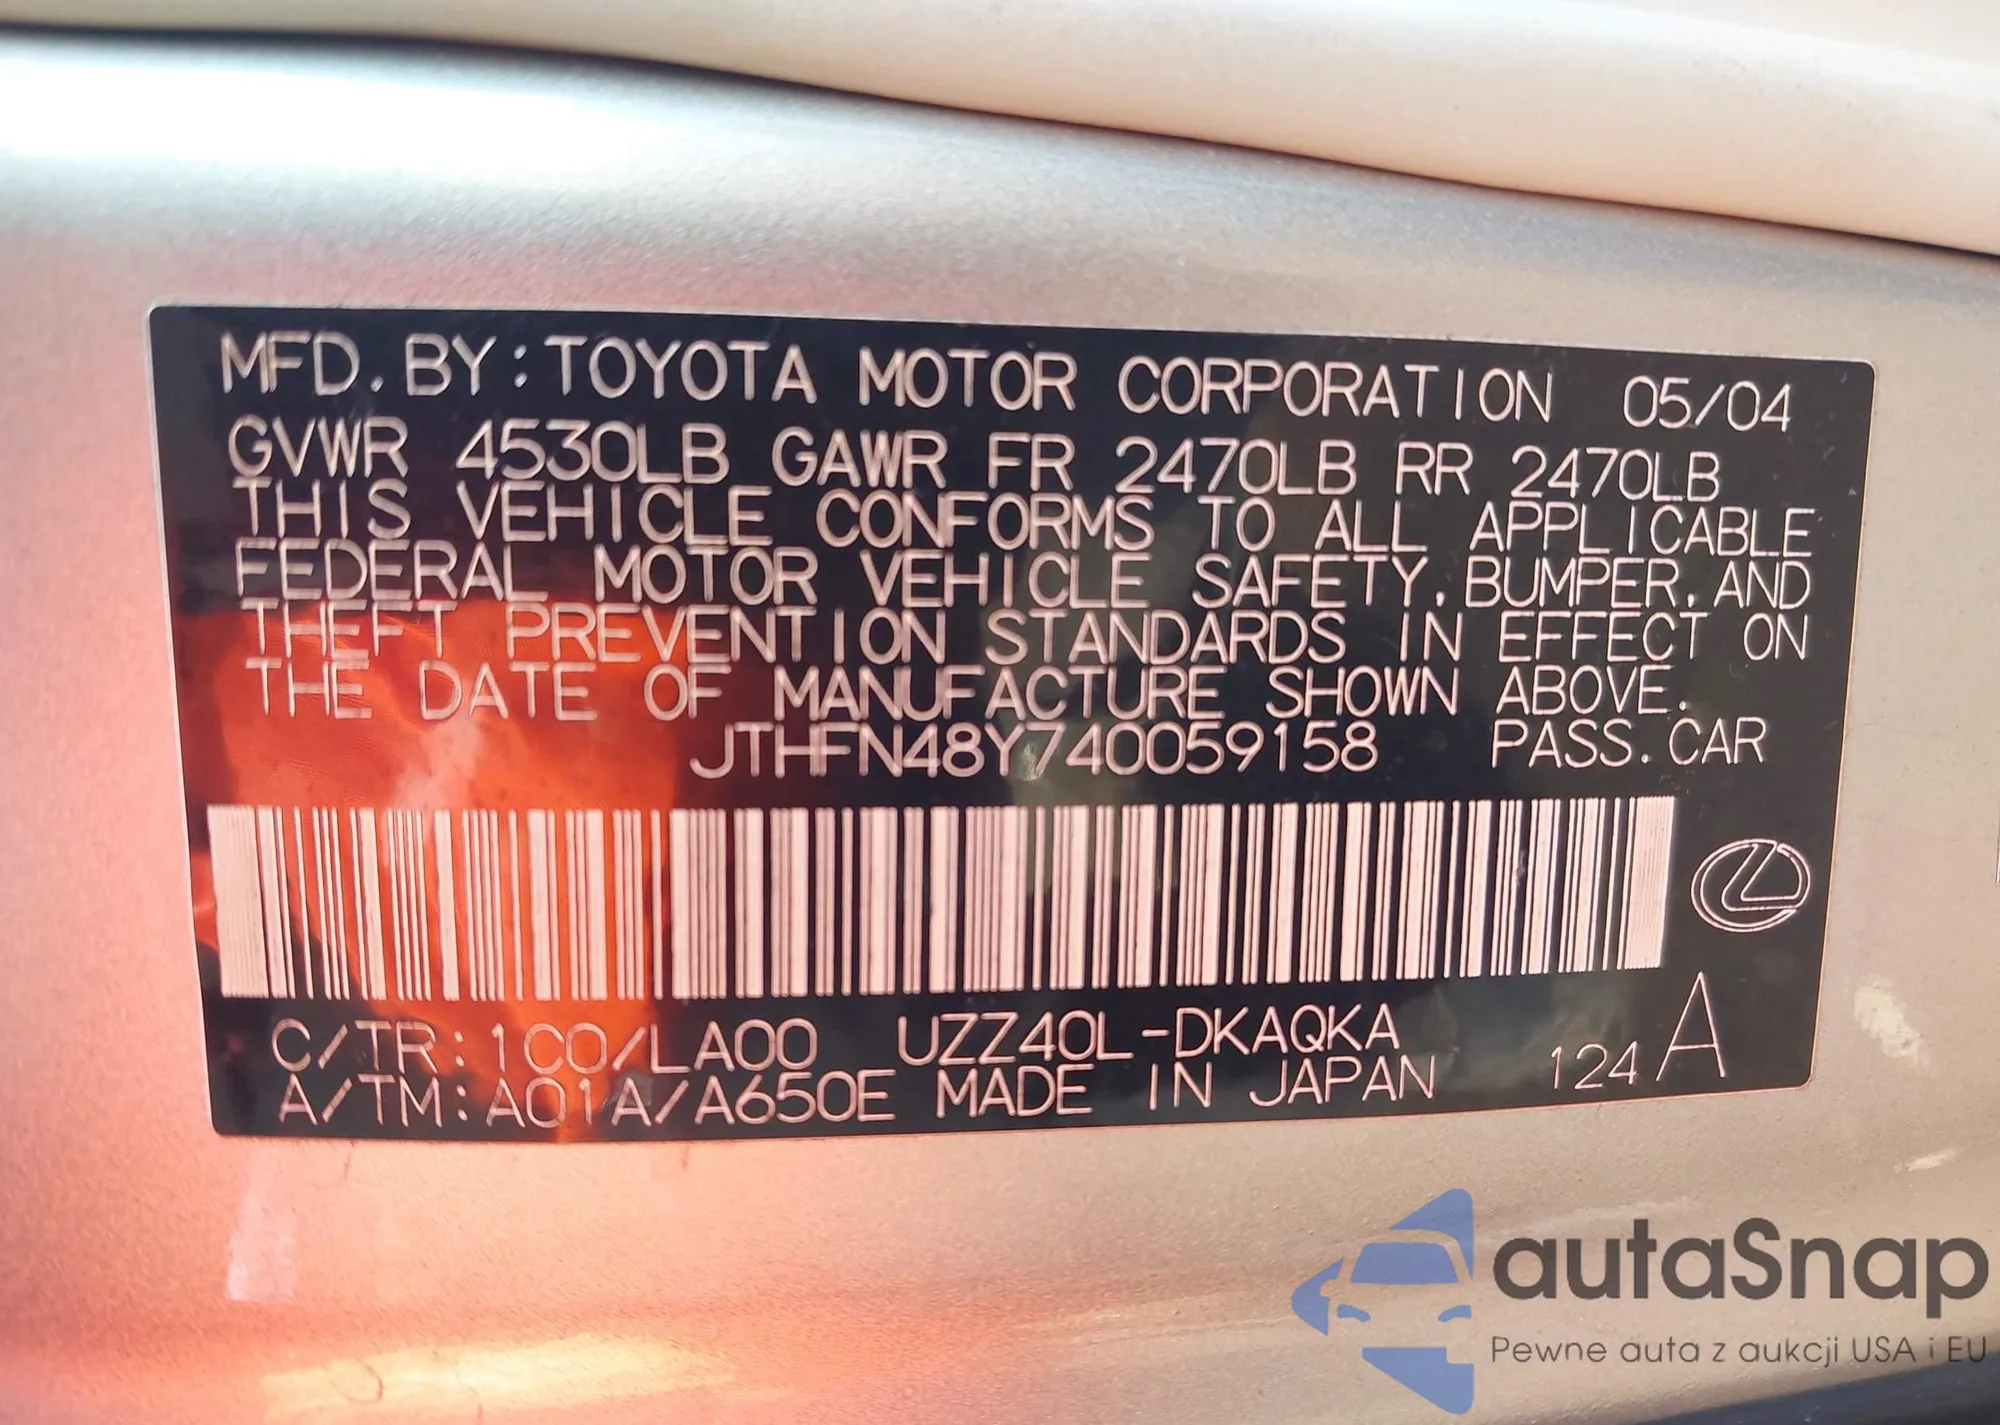 MFD. BY: TOYOTA MOTOR CORPORATION 05/04
GVWR 4530LB GAWR FR 2470LB RR 2470LB
THIS VEHICLE CONFORMS TO ALL APPLICABLE
FEDERAL MOTOR VEHICLE SAFETY, BUMPER, AND
THEFT PREVENTION STANDARDS IN EFFECT ON
THE DATE OF MANUFACTURE SHOWN ABOVE.
JTHFN48Y740059158 PASS. CAR
C/TR: 1C0/LA00 UZZ40L-DKAQKA
A/TM: A01A/A650E MADE IN JAPAN 124 A
autaSnap
Pewne auta z aukcji USA i EU